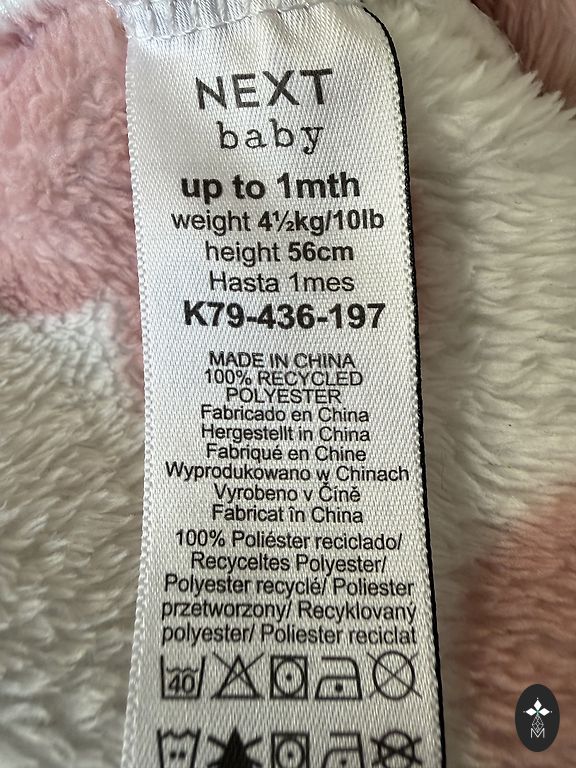 NEXT
baby
up to 1mth
weight 4½kg/10lb
height 56cm
Hasta 1mes
K79-436-197
MADE IN CHINA
100% RECYCLED
POLYESTER
Fabricado en China
Hergestellt in China
Fabriqué en Chine
Wyprodukowano w Chinach
Vyrobeno v Číně
Fabricat în China
100% Poliéster reciclado/
Recyceltes Polyester/
Polyester recyclé/ Poliester
przetworzony/ Recyklovaný
polyester/ Poliester reciclat
40
M